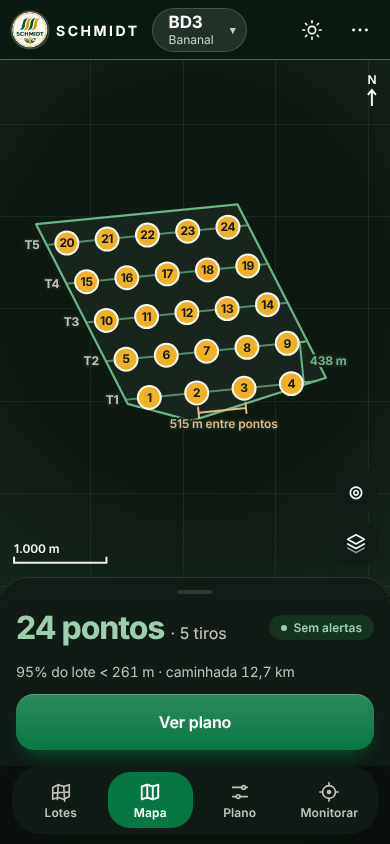 SCHMIDT
SCHMIDT
BD3
Bananal
▾
N
T5 20 21 22 23 24
T4 15 16 17 18 19
T3 10 11 12 13 14
T2 5 6 7 8 9
438 m
T1 1 2 3 4
515 m entre pontos
1.000 m
24 pontos · 5 tiros
Sem alertas
95% do lote < 261 m · caminhada 12,7 km
Ver plano
Lotes Mapa Plano Monitorar